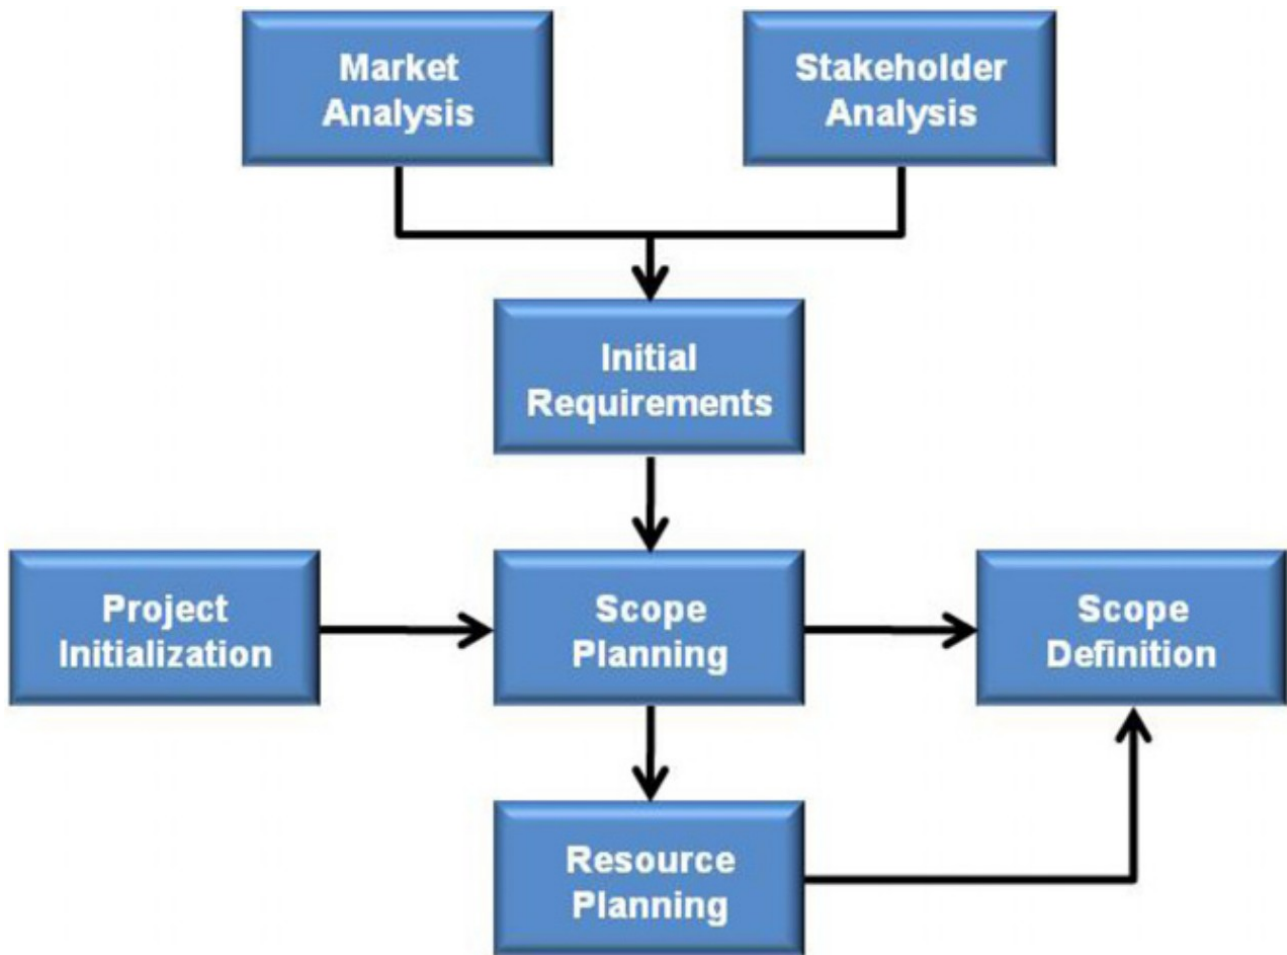 Market
Analysis
Stakeholder
Analysis
Initial
Requirements
Project
Initialization
Scope
Planning
Scope
Definition
Resource
Planning